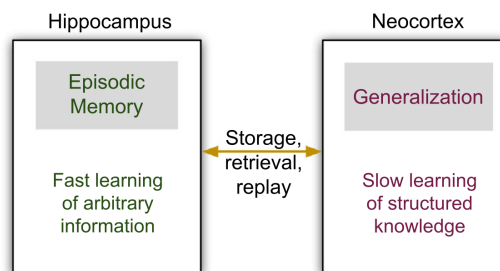 Hippocampus
Neocortex
Episodic
Memory
Fast learning
of arbitrary
information
Storage,
retrieval,
replay
Generalization
Slow learning
of structured
knowledge